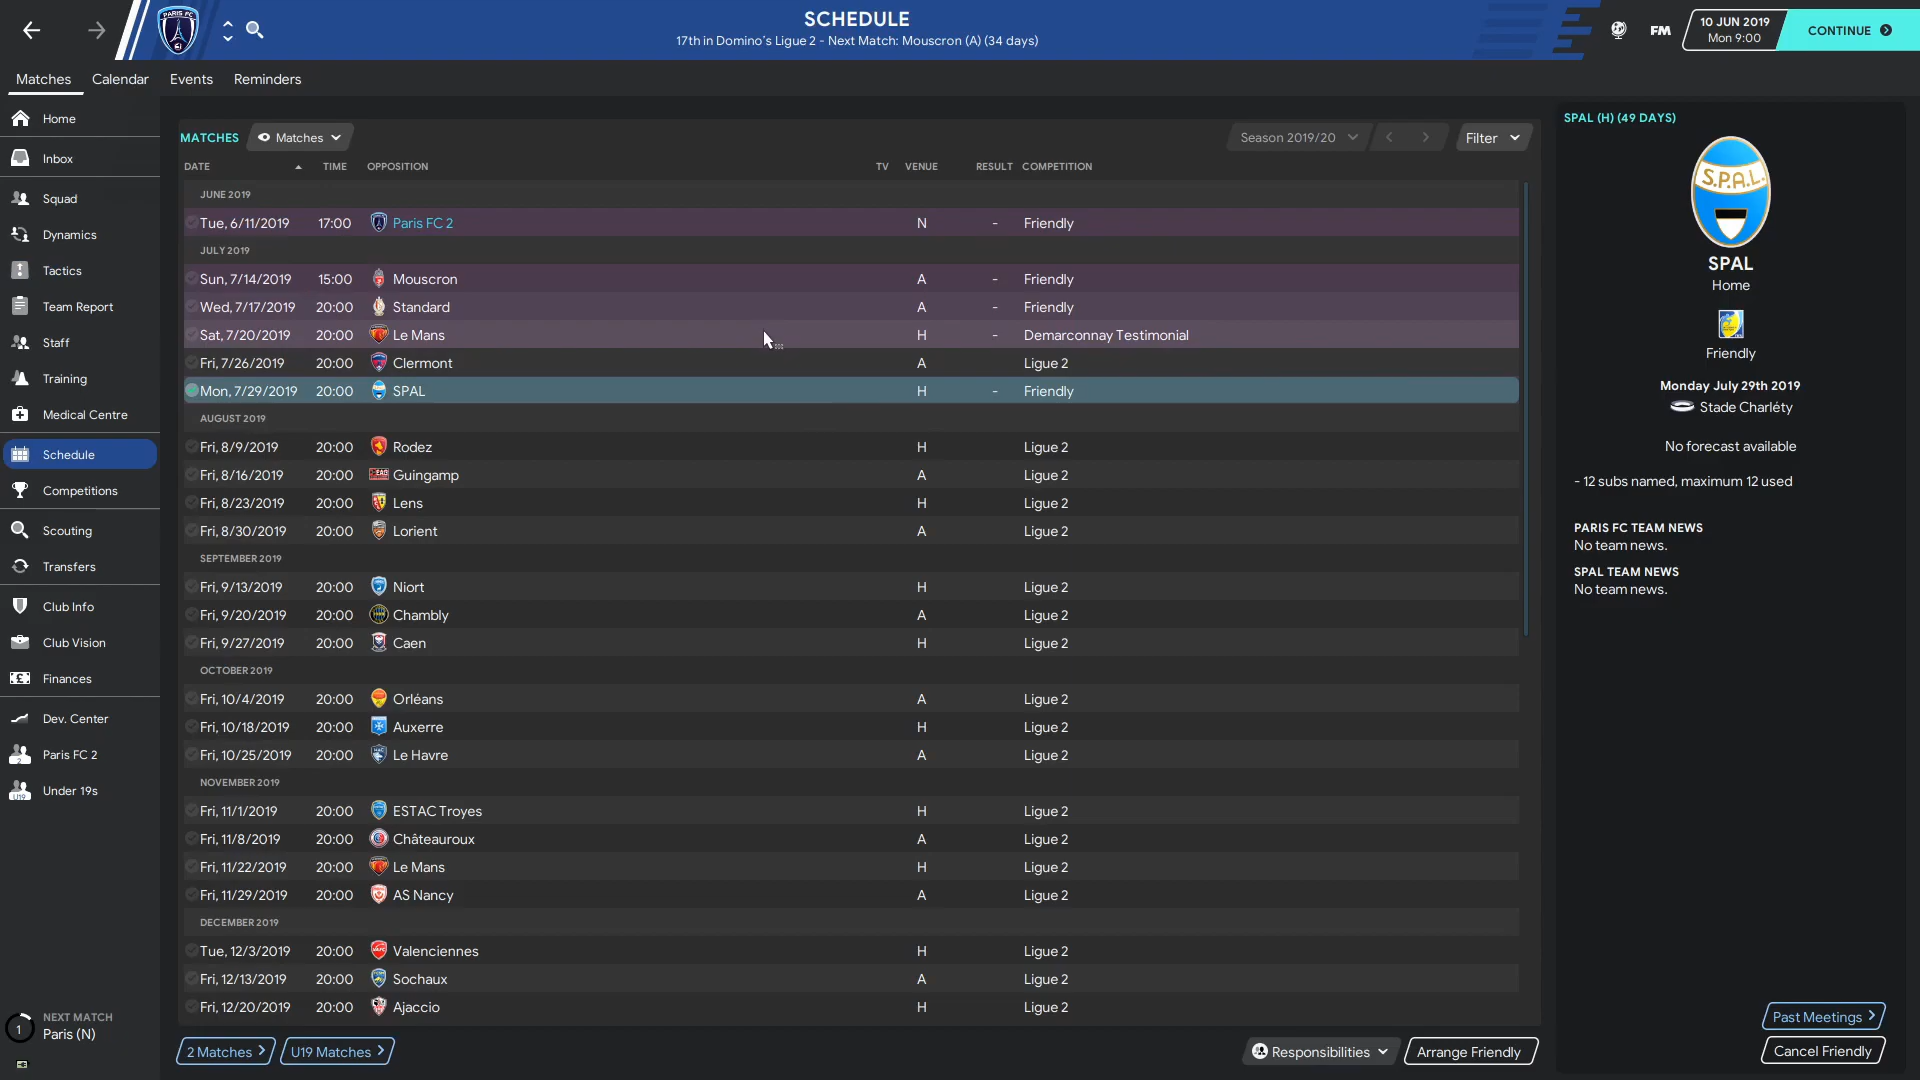 SCHEDULE
17th in Domino's Ligue 2 - Next Match: Mouscron (A) (34 days)
FM
10 JUN 2019
Mon 9:00
CONTINUE
Matches Calendar Events Reminders
Home
Inbox
Squad
Dynamics
Tactics
Team Report
Staff
Training
Medical Centre
Schedule
Competitions
Scouting
Transfers
Club Info
Club Vision
Finances
Dev. Center
Paris FC 2
Under 19s
1
NEXT MATCH
Paris (N)
MATCHES Matches Season 2019/20 Filter
DATE TIME OPPOSITION TV VENUE RESULT COMPETITION
JUNE 2019
Tue, 6/11/2019 17:00 Paris FC 2 N - Friendly
JULY 2019
Sun, 7/14/2019 15:00 Mouscron A - Friendly
Wed, 7/17/2019 20:00 Standard A - Friendly
Sat, 7/20/2019 20:00 Le Mans H - Demarconnay Testimonial
Fri, 7/26/2019 20:00 Clermont A Ligue 2
Mon, 7/29/2019 20:00 SPAL H - Friendly
AUGUST 2019
Fri, 8/9/2019 20:00 Rodez H Ligue 2
Fri, 8/16/2019 20:00 Guingamp A Ligue 2
Fri, 8/23/2019 20:00 Lens H Ligue 2
Fri, 8/30/2019 20:00 Lorient A Ligue 2
SEPTEMBER 2019
Fri, 9/13/2019 20:00 Niort H Ligue 2
Fri, 9/20/2019 20:00 Chambly A Ligue 2
Fri, 9/27/2019 20:00 Caen H Ligue 2
OCTOBER 2019
Fri, 10/4/2019 20:00 Orléans A Ligue 2
Fri, 10/18/2019 20:00 Auxerre H Ligue 2
Fri, 10/25/2019 20:00 Le Havre A Ligue 2
NOVEMBER 2019
Fri, 11/1/2019 20:00 ESTAC Troyes H Ligue 2
Fri, 11/8/2019 20:00 Châteauroux A Ligue 2
Fri, 11/22/2019 20:00 Le Mans H Ligue 2
Fri, 11/29/2019 20:00 AS Nancy A Ligue 2
DECEMBER 2019
Tue, 12/3/2019 20:00 Valenciennes H Ligue 2
Fri, 12/13/2019 20:00 Sochaux A Ligue 2
Fri, 12/20/2019 20:00 Ajaccio H Ligue 2
2 Matches U19 Matches Responsibilities Arrange Friendly
SPAL (H) (49 DAYS)
S.P.A.L.
SPAL
Home
Friendly
Monday July 29th 2019
Stade Charléty
No forecast available
- 12 subs named, maximum 12 used
PARIS FC TEAM NEWS
No team news.
SPAL TEAM NEWS
No team news.
Past Meetings
Cancel Friendly